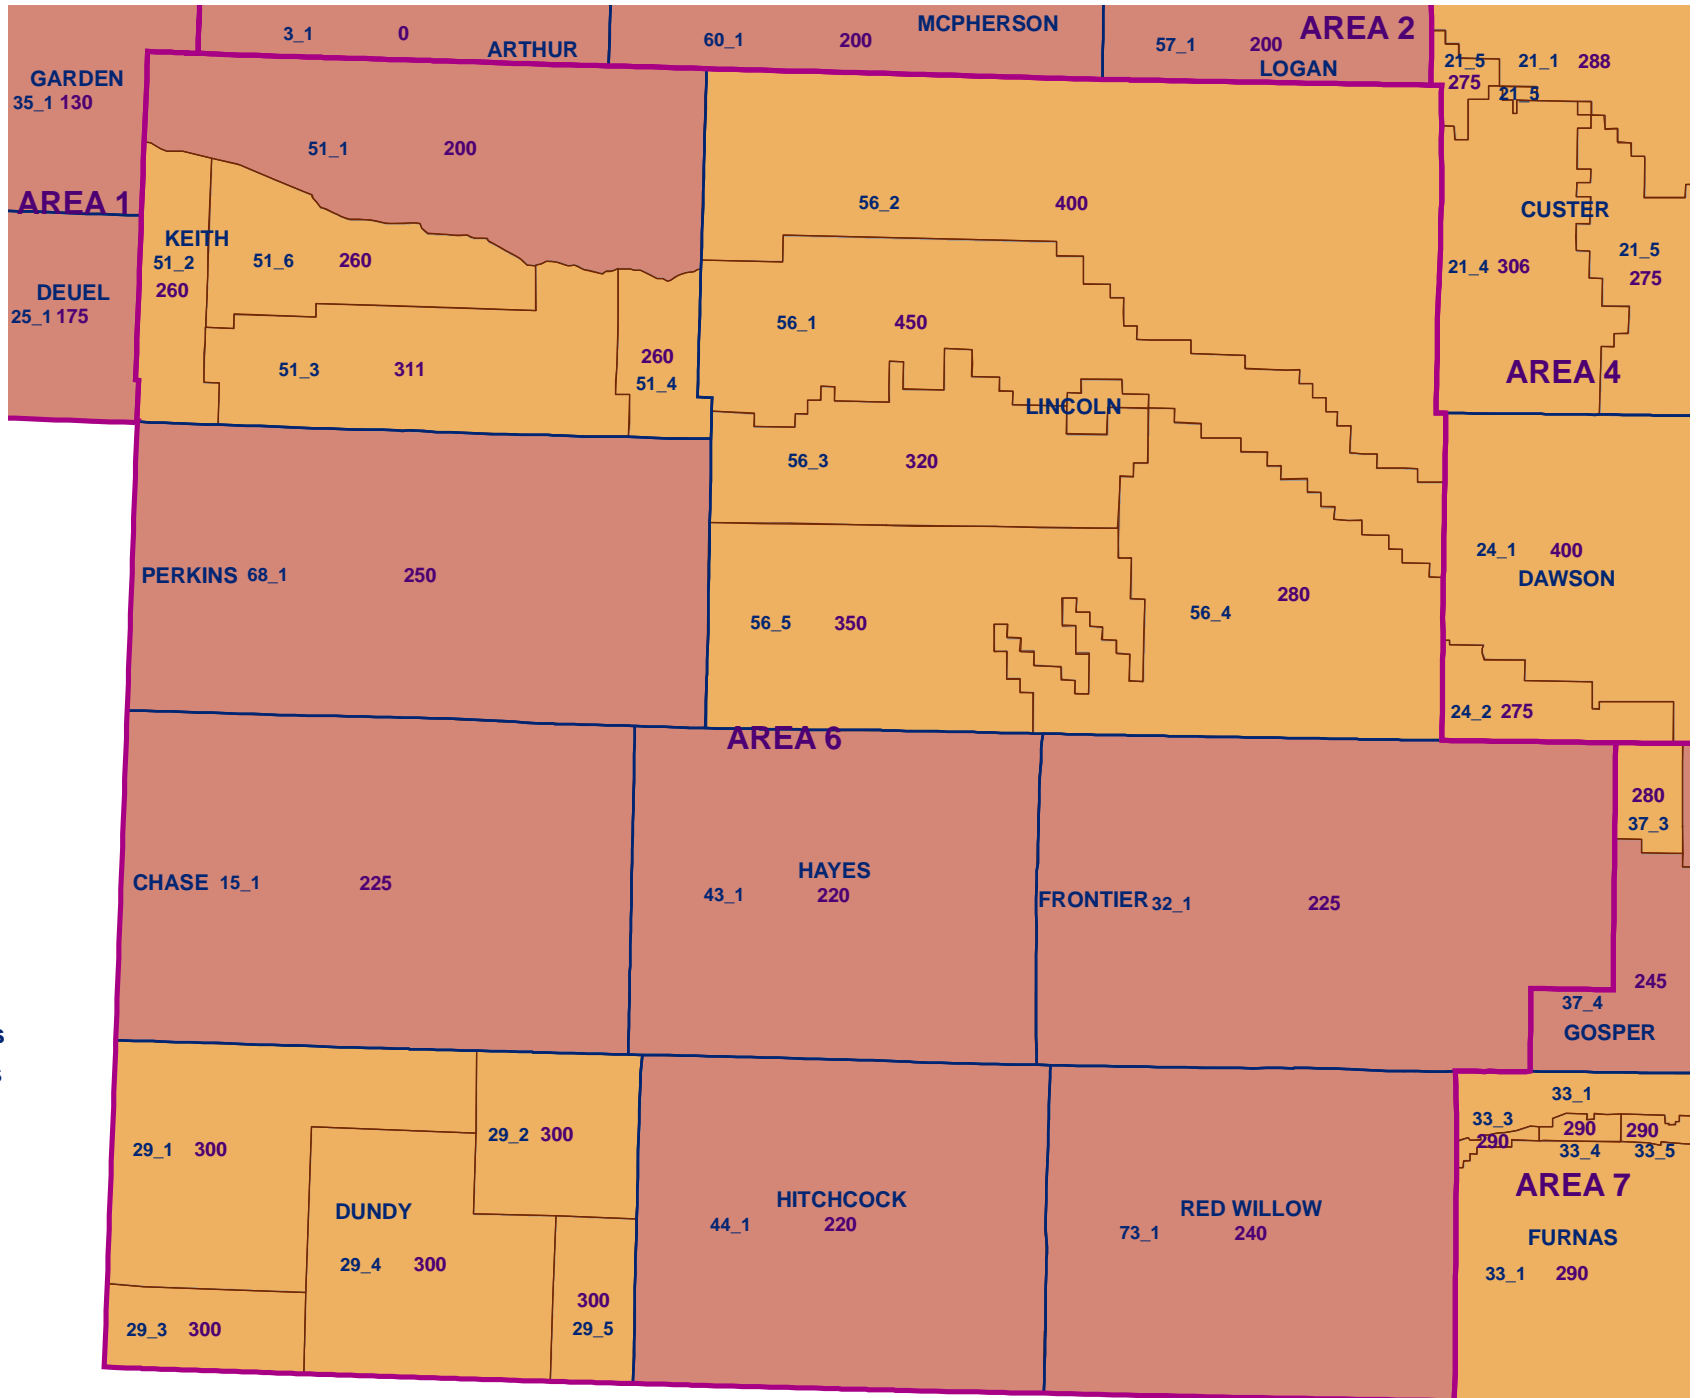 MCPHERSON
AREA 2
3_1 0
ARTHUR
60_1 200
57_1 200
LOGAN
GARDEN
35_1 130
21_5
275
21_1 288
21_5
51_1 200
AREA 1
56_2 400
CUSTER
KEITH
51_2
260
51_6 260
21_4 306
21_5
275
DEUEL
25_1 175
56_1 450
51_3 311
260
51_4
AREA 4
LINCOLN
56_3 320
PERKINS 68_1 250
24_1 400
DAWSON
56_5 350
56_4 280
24_2 275
AREA 6
280
37_3
CHASE 15_1 225
HAYES
43_1 220
FRONTIER 32_1 225
245
37_4
GOSPER
s
s
33_1
33_3
290
290
290
33_4
33_5
29_1 300
29_2 300
AREA 7
DUNDY
HITCHCOCK
44_1 220
RED WILLOW
73_1 240
FURNAS
29_4 300
33_1 290
300
29_5
29_3 300